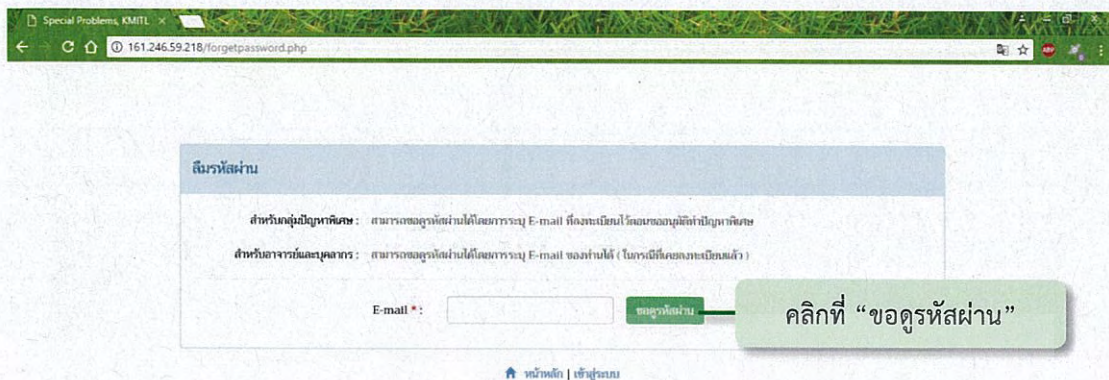 Special Problems, KMITL
161.246.59.218/forgetpassword.php
ลืมรหัสผ่าน
สำหรับกลุ่มปัญหาพิเศษ : สามารถขอดูรหัสผ่านได้โดยการระบุ E-mail ที่ลงทะเบียนไว้ตอนขออนุมัติทำปัญหาพิเศษ
สำหรับอาจารย์และบุคลากร : สามารถขอดูรหัสผ่านได้โดยการระบุ E-mail ของท่านได้ ( ในกรณีที่เคยลงทะเบียนแล้ว )
E-mail * : ขอดูรหัสผ่าน
คลิกที่ “ขอดูรหัสผ่าน”
หน้าหลัก | เข้าสู่ระบบ